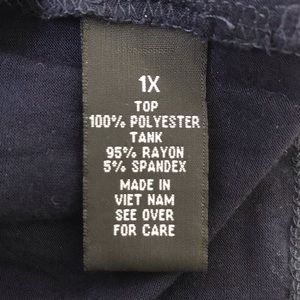 1X
TOP
100% POLYESTER
TANK
95% RAYON
5% SPANDEX
MADE IN
VIET NAM
SEE OVER
FOR CARE